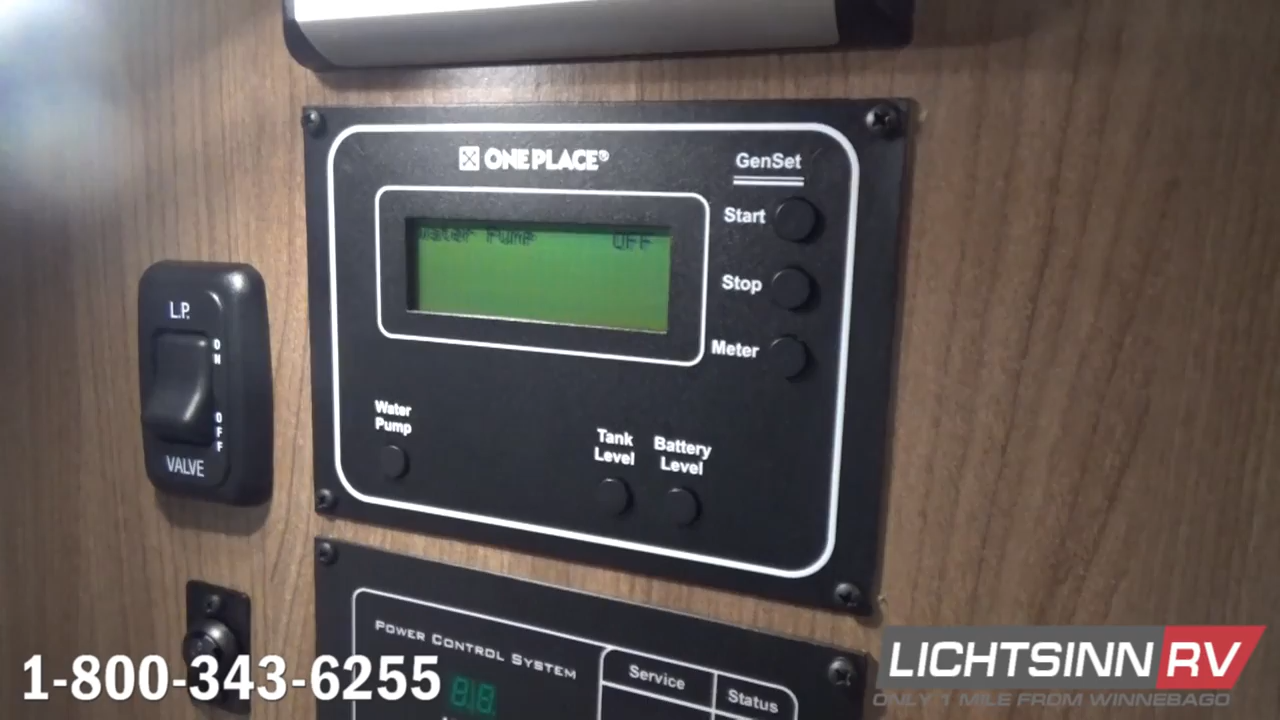 ONE PLACE®
GenSet
Start
Stop
Meter
Water Pump OFF
L.P.
ON
OFF
VALVE
Water
Pump
Tank
Level
Battery
Level
POWER CONTROL SYSTEM
Service
Status
1-800-343-6255
LICHTSINN RV
ONLY 1 MILE FROM WINNEBAGO